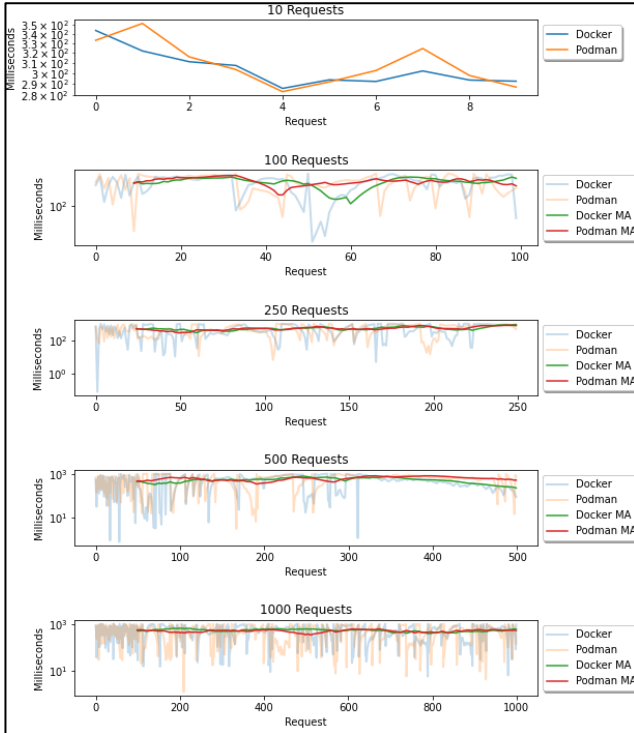 10 Requests
3.5 × 10²
3.4 × 10²
3.3 × 10²
3.2 × 10²
3.1 × 10²
3 × 10²
2.9 × 10²
2.8 × 10²
Milliseconds
0 2 4 6 8
Request
Docker
Podman
100 Requests
10²
Milliseconds
0 20 40 60 80 100
Request
Docker
Podman
Docker MA
Podman MA
250 Requests
10²
10⁰
Milliseconds
0 50 100 150 200 250
Request
Docker
Podman
Docker MA
Podman MA
500 Requests
10³
10¹
Milliseconds
0 100 200 300 400 500
Request
Docker
Podman
Docker MA
Podman MA
1000 Requests
10³
10¹
Milliseconds
0 200 400 600 800 1000
Request
Docker
Podman
Docker MA
Podman MA